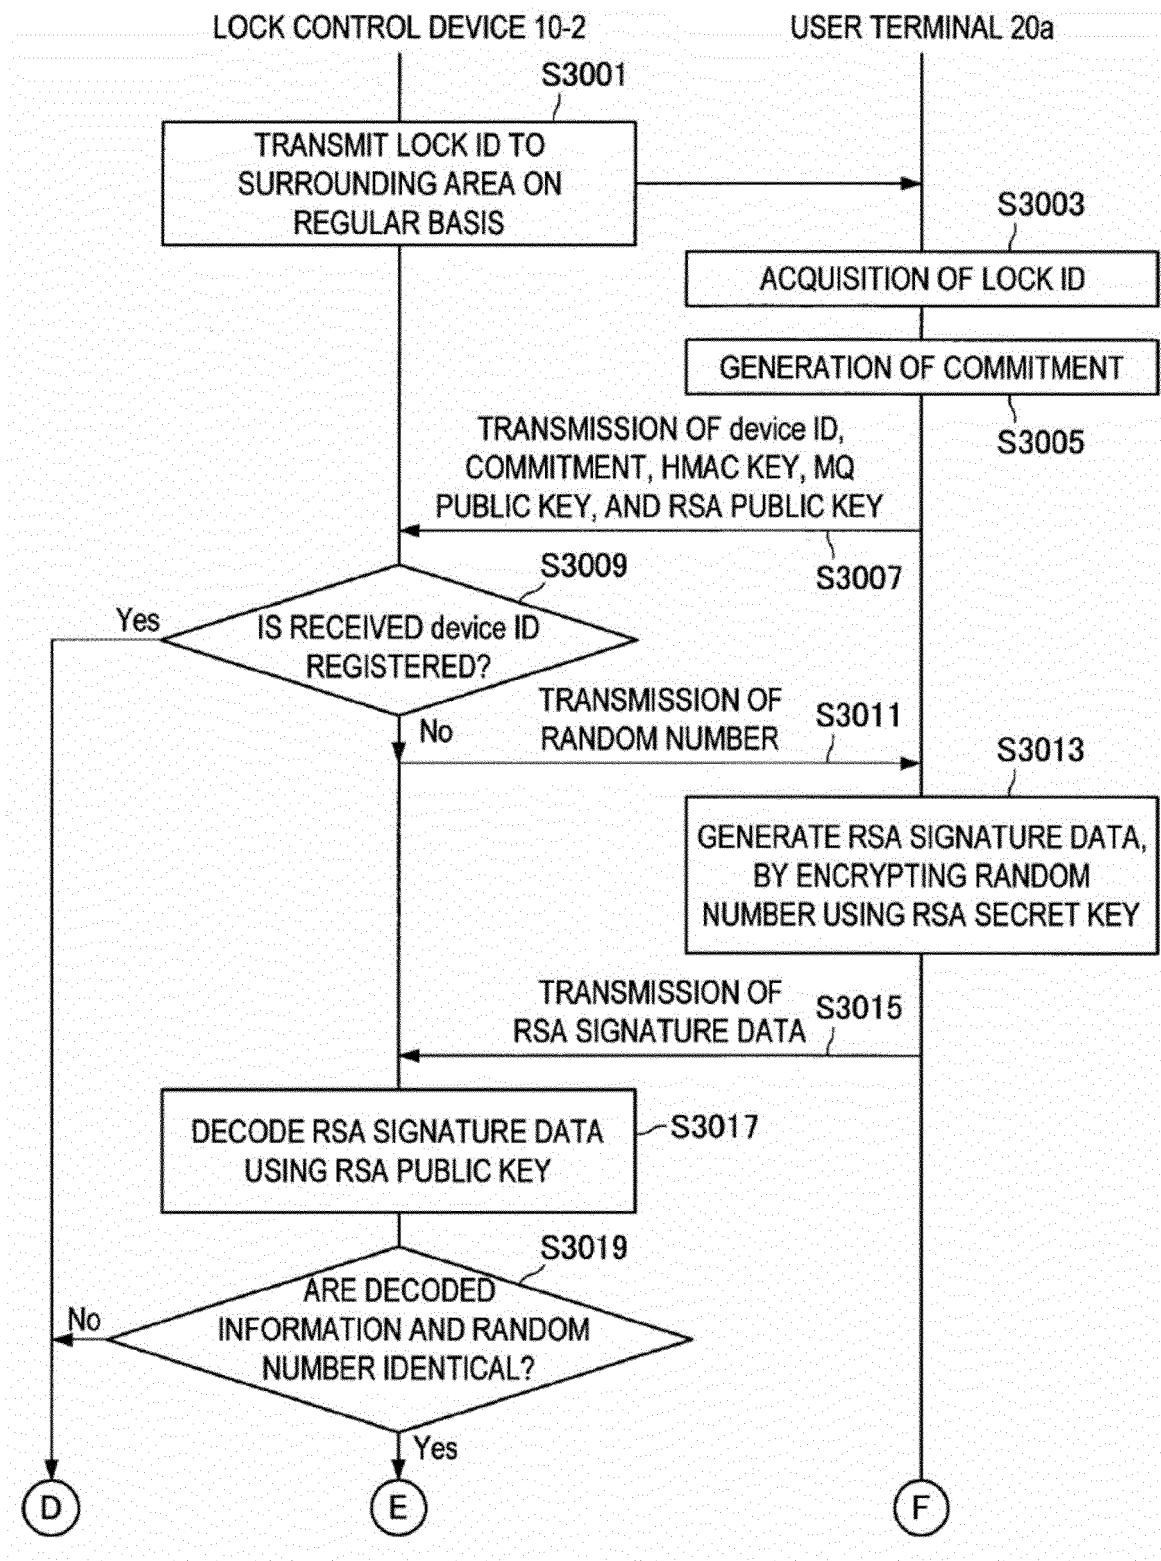 LOCK CONTROL DEVICE 10-2
USER TERMINAL 20a
S3001
TRANSMIT LOCK ID TO
SURROUNDING AREA ON
REGULAR BASIS
S3003
ACQUISITION OF LOCK ID
GENERATION OF COMMITMENT
S3005
TRANSMISSION OF device ID,
COMMITMENT, HMAC KEY, MQ
PUBLIC KEY, AND RSA PUBLIC KEY
S3007
S3009
Yes
IS RECEIVED device ID
REGISTERED?
No
TRANSMISSION OF
RANDOM NUMBER
S3011
S3013
GENERATE RSA SIGNATURE DATA,
BY ENCRYPTING RANDOM
NUMBER USING RSA SECRET KEY
TRANSMISSION OF
RSA SIGNATURE DATA
S3015
DECODE RSA SIGNATURE DATA
USING RSA PUBLIC KEY
S3017
S3019
ARE DECODED
INFORMATION AND RANDOM
NUMBER IDENTICAL?
No
Yes
D
E
F